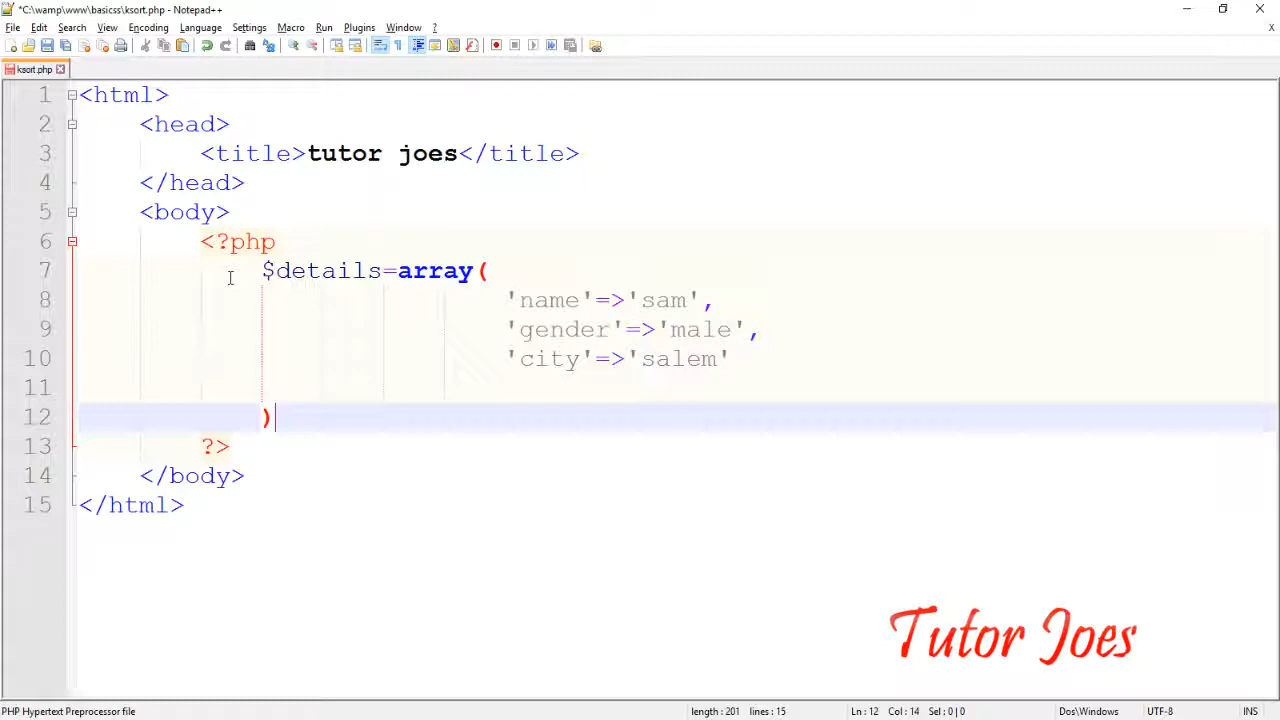 *C:\wamp\www\basicss\ksort.php - Notepad++
File Edit Search View Encoding Language Settings Macro Run Plugins Window ? X
ksort.php
1 <html>
2 <head>
3 <title>tutor joes</title>
4 </head>
5 <body>
6 <?php
7 $details=array(
8 'name'=>'sam',
9 'gender'=>'male',
10 'city'=>'salem'
11
12 )
13 ?>
14 </body>
15 </html>
Tutor Joes
PHP Hypertext Preprocessor file length : 201 lines : 15 Ln : 12 Col : 14 Sel : 0 | 0 Dos\Windows UTF-8 INS